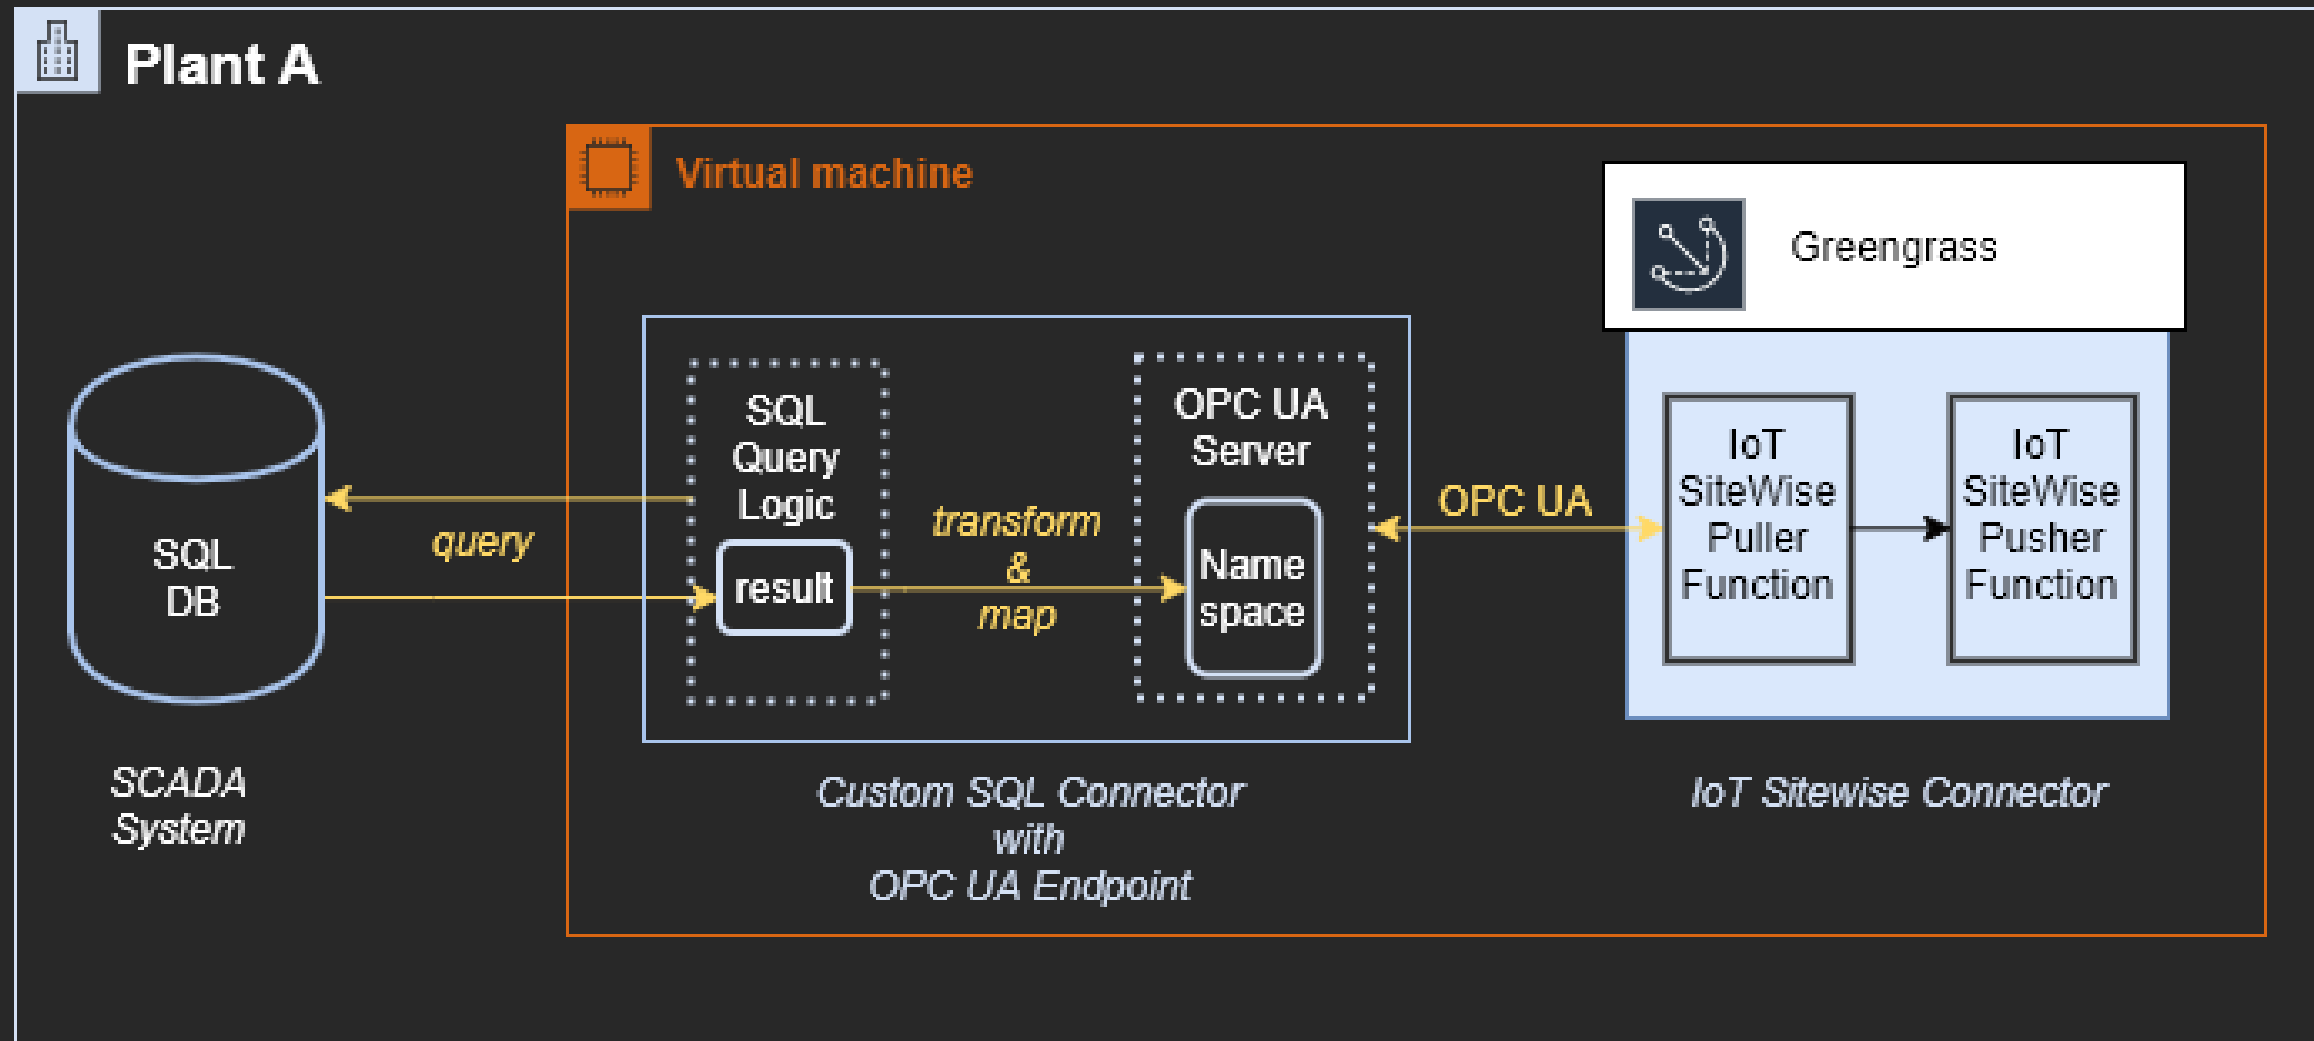 Plant A
Virtual machine
Greengrass
SQL
DB
SCADA
System
query
SQL
Query
Logic
result
transform
&
map
OPC UA
Server
Name
space
Custom SQL Connector
with
OPC UA Endpoint
OPC UA
IoT
SiteWise
Puller
Function
IoT
SiteWise
Pusher
Function
IoT Sitewise Connector